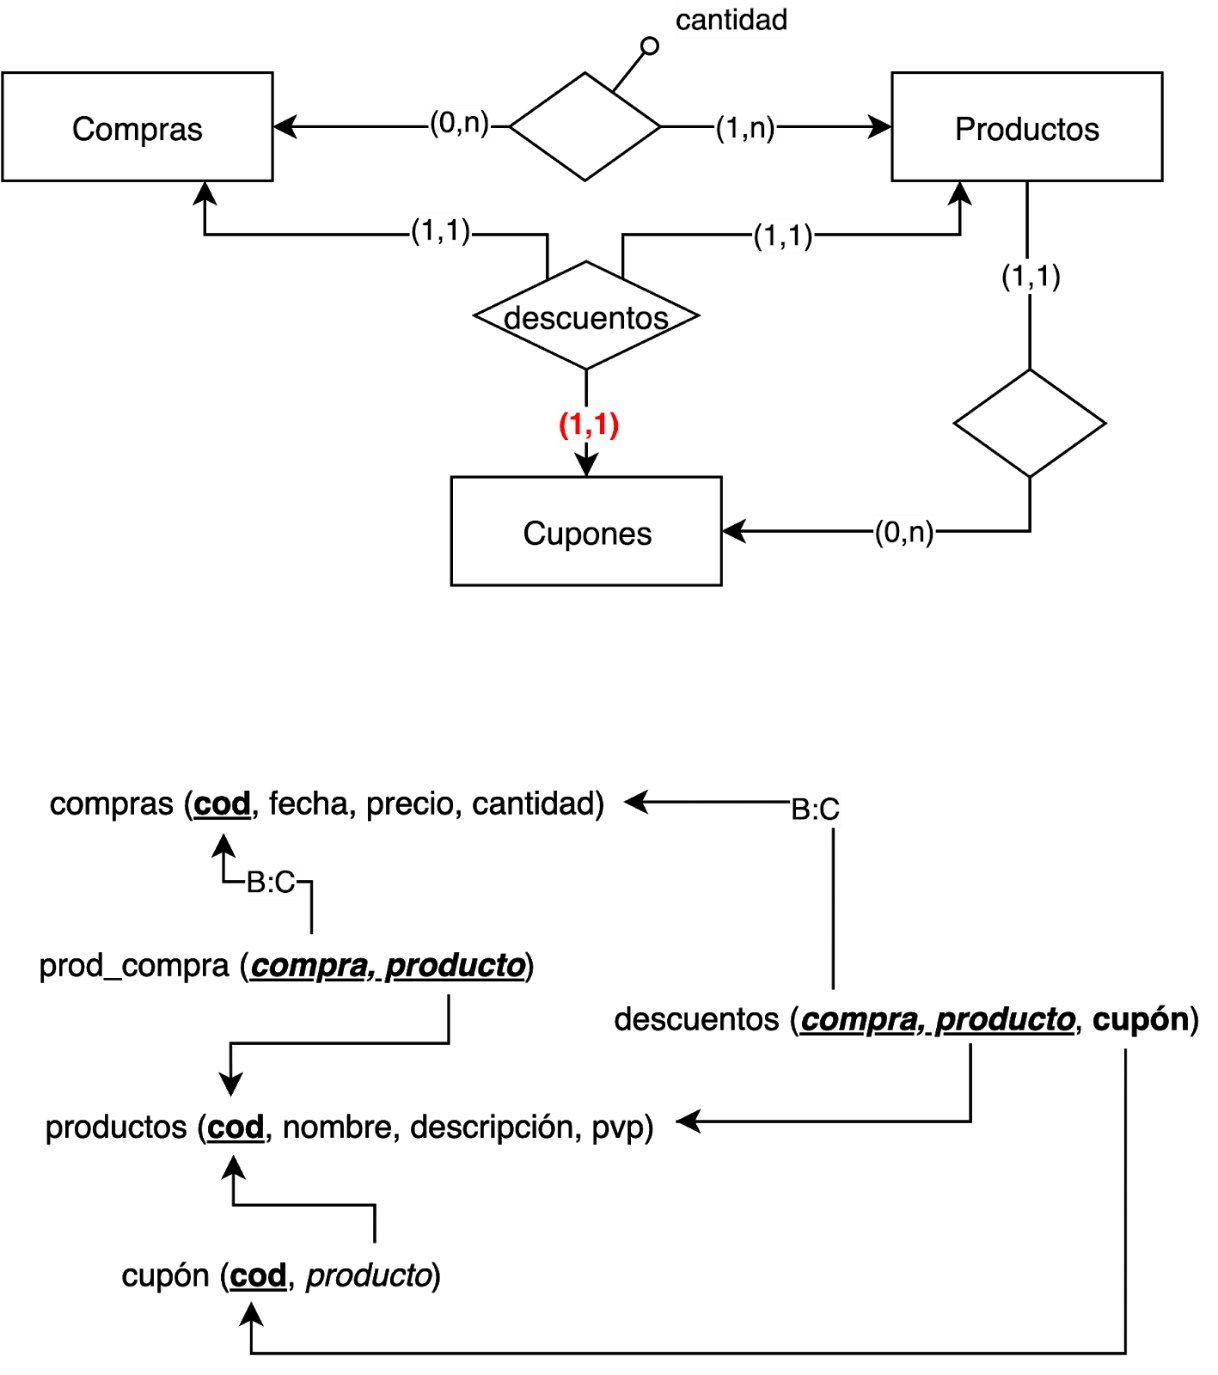 cantidad
Compras
(0,n)
(1,n)
Productos
(1,1)
(1,1)
(1,1)
descuentos
(1,1)
Cupones
(0,n)
compras (cod, fecha, precio, cantidad)
B:C
B:C
prod_compra (compra, producto)
descuentos (compra, producto, cupón)
productos (cod, nombre, descripción, pvp)
cupón (cod, producto)